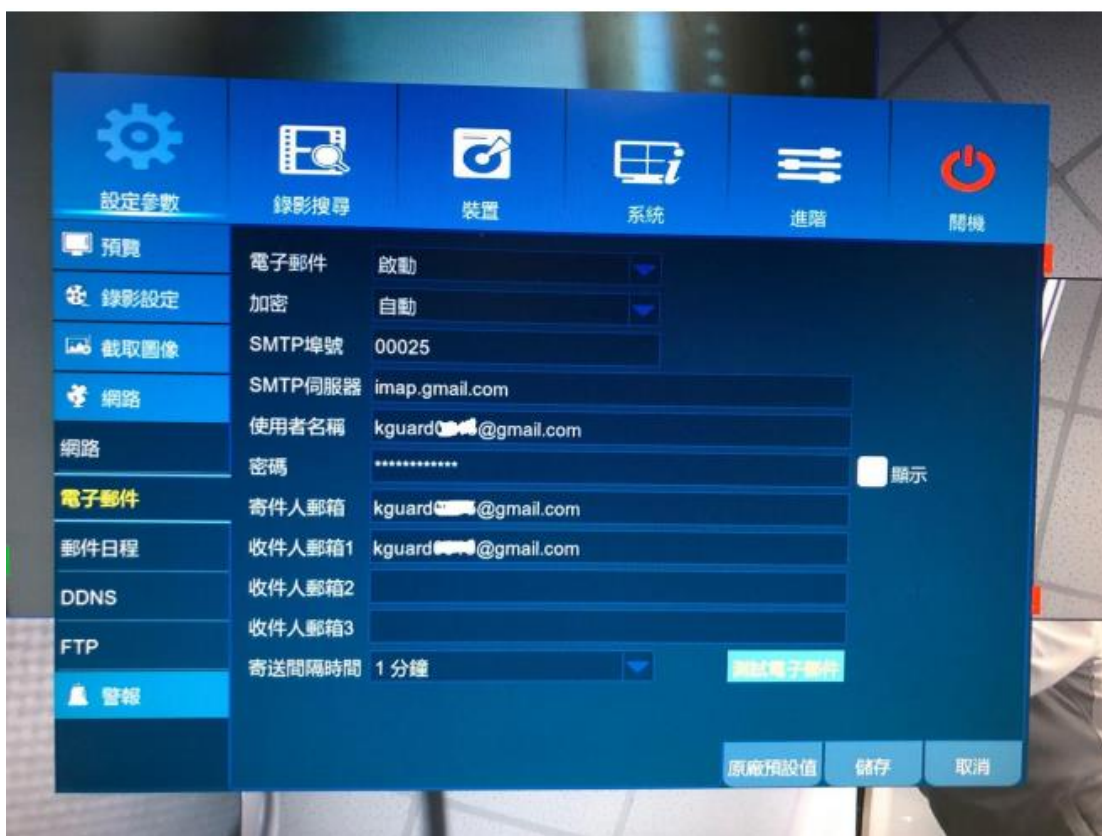 設定參數 錄影搜尋 裝置 系統 進階 關機
預覽
錄影設定
截取圖像
網路
網路
電子郵件
郵件日程
DDNS
FTP
警報
電子郵件 啟動
加密 自動
SMTP埠號 00025
SMTP伺服器 imap.gmail.com
使用者名稱 kguard0@gmail.com
密碼 ************ 顯示
寄件人郵箱 kguard@gmail.com
收件人郵箱1 kguard@gmail.com
收件人郵箱2
收件人郵箱3
寄送間隔時間 1 分鐘 測試電子郵件
原廠預設值 儲存 取消